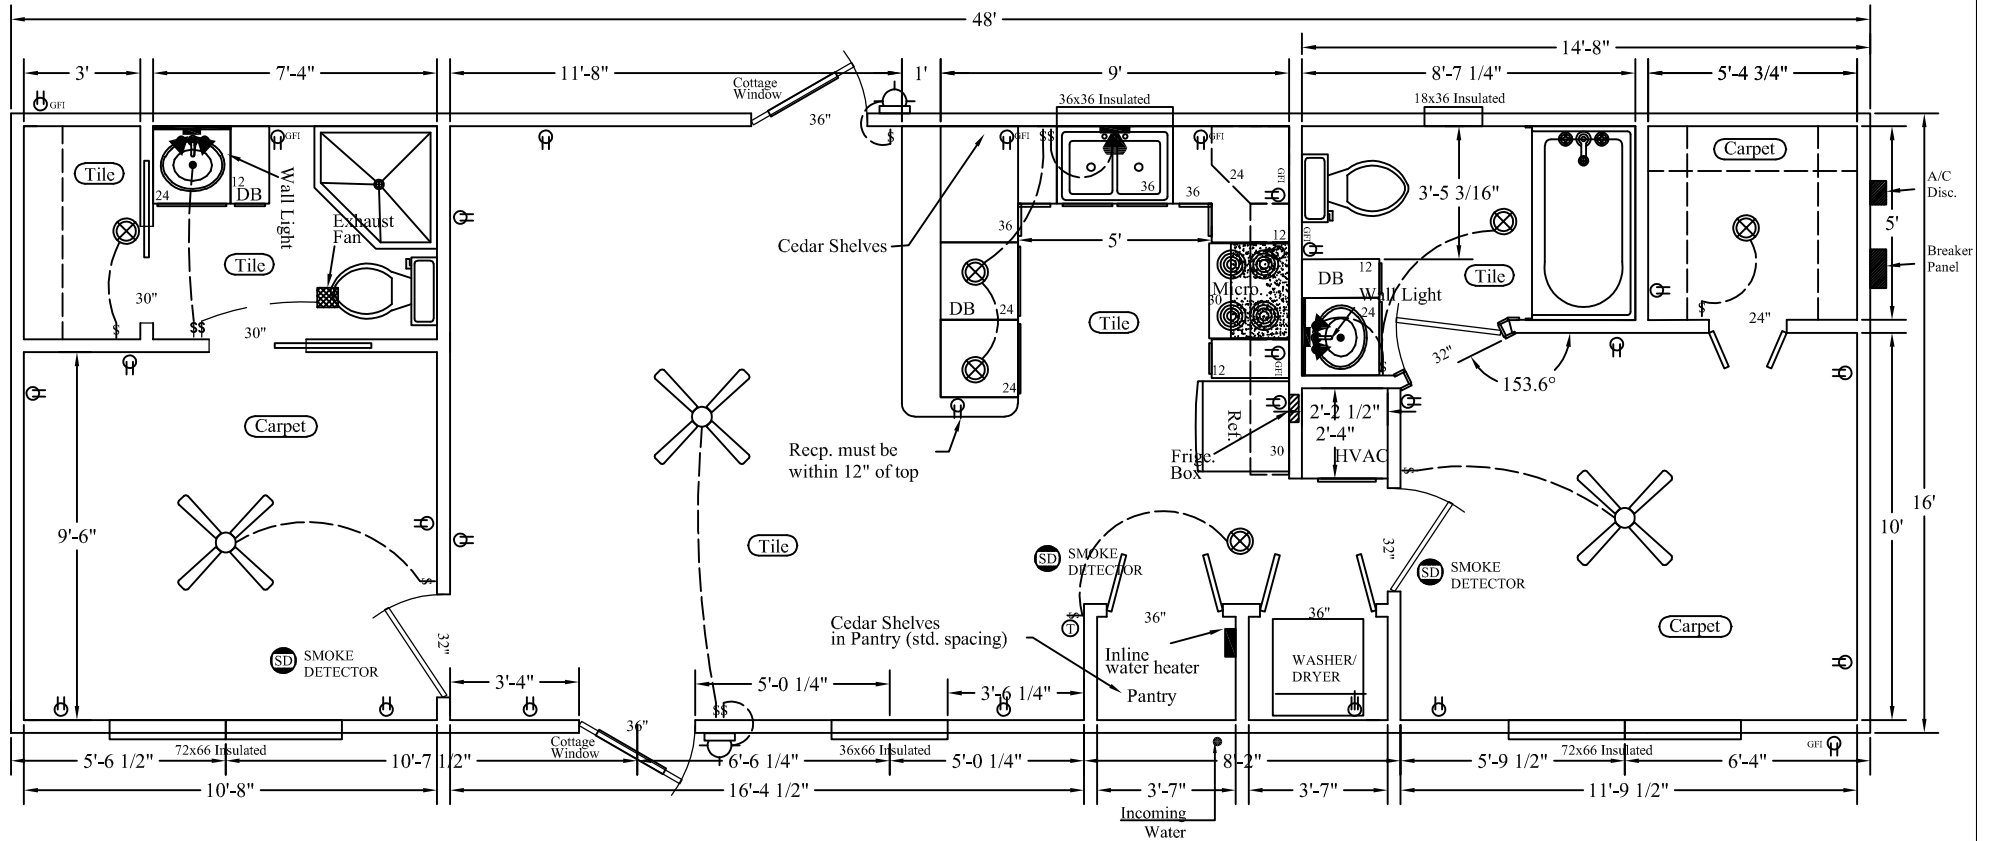 48'
14'-8"
3'
7'-4"
11'-8"
1'
9'
8'-7 1/4"
5'-4 3/4"
Cottage
Window
36"
36x36 Insulated
18x36 Insulated
GFI
GFI
GFI
GFI
GFI
GFI
GFI
GFI
Tile
24
12
DB
Wall Light
Exhaust
Fan
Tile
30"
30"
$
$$
$
Cedar Shelves
$$
36
36
36
24
12
5'
DB
24
24
Tile
Micro.
30
12
Ref.
30
3'-5 3/16"
DB
12
Wall Light
24
$
Tile
32"
153.6°
Carpet
$
24"
A/C
Disc.
5'
Breaker
Panel
Carpet
9'-6"
$
32"
SD
SMOKE
DETECTOR
Recp. must be
within 12" of top
Tile
Frige.
Box
2'-2 1/2"
2'-4"
HVAC
$
32"
16'
10'
SD
SMOKE
DETECTOR
SD
SMOKE
DETECTOR
$
T
36"
36"
Cedar Shelves
in Pantry (std. spacing)
Inline
water heater
Pantry
WASHER/
DRYER
Carpet
3'-4"
5'-0 1/4"
3'-6 1/4"
$$
36"
72x66 Insulated
Cottage
Window
36x66 Insulated
72x66 Insulated
5'-6 1/2"
10'-7 1/2"
6'-6 1/4"
5'-0 1/4"
8'-2"
5'-9 1/2"
6'-4"
10'-8"
16'-4 1/2"
3'-7"
3'-7"
11'-9 1/2"
Incoming
Water